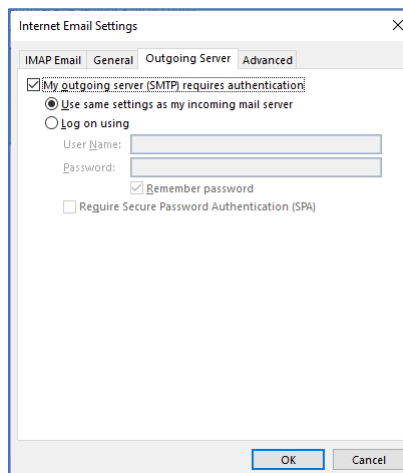 Internet Email Settings
IMAP Email General Outgoing Server Advanced
My outgoing server (SMTP) requires authentication
Use same settings as my incoming mail server
Log on using
User Name:
Password:
Remember password
Require Secure Password Authentication (SPA)
OK Cancel